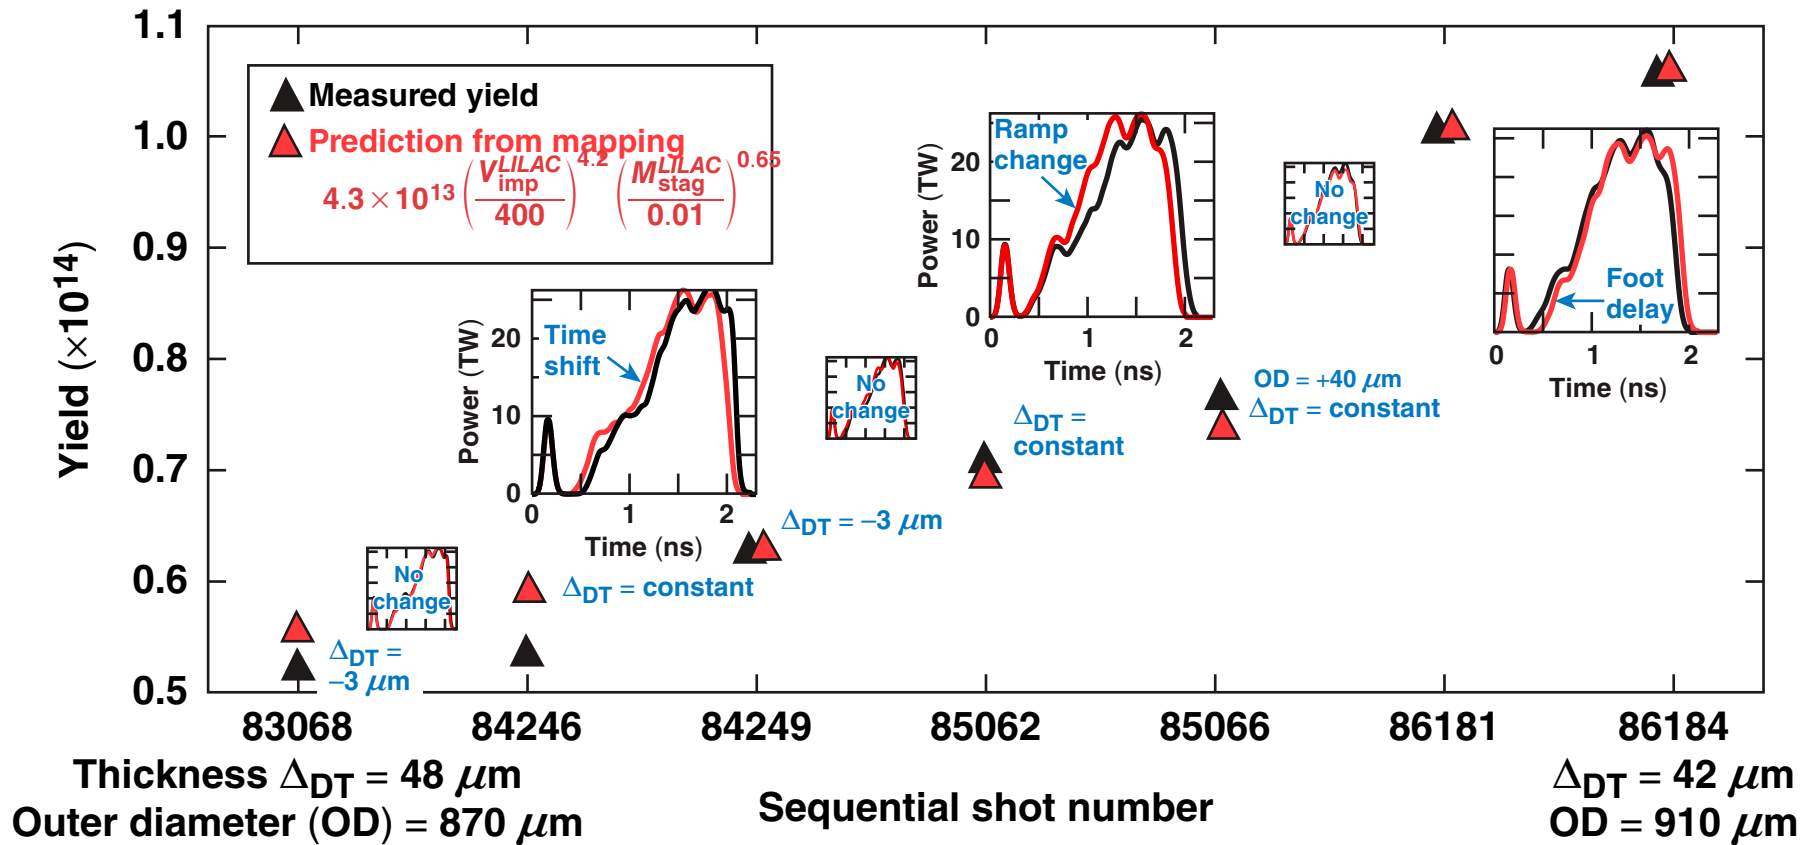 1.1
1.0
0.9
0.8
0.7
0.6
0.5
Yield (×10¹⁴)
Measured yield
Prediction from mapping
4.3 × 10¹³ (V_imp^LILAC / 400)^4.2 (M_stag^LILAC / 0.01)^0.65
No
change
Δ_DT =
−3 μm
Power (TW)
20
10
0
Time
shift
0 1 2
Time (ns)
Δ_DT = constant
Δ_DT = −3 μm
No
change
Power (TW)
20
10
0
Ramp
change
0 1 2
Time (ns)
Δ_DT =
constant
OD = +40 μm
Δ_DT = constant
No
change
Foot
delay
0 1 2
Time (ns)
83068 84246 84249 85062 85066 86181 86184
Thickness Δ_DT = 48 μm
Outer diameter (OD) = 870 μm
Sequential shot number
Δ_DT = 42 μm
OD = 910 μm